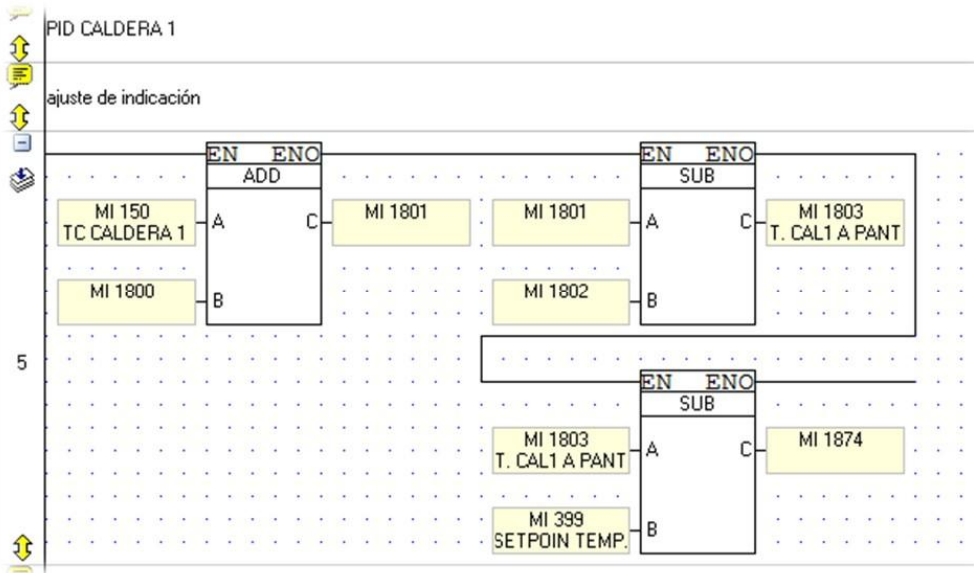 PID CALDERA 1
ajuste de indicación
EN ENO
ADD
MI 150
TC CALDERA 1
A
C
MI 1801
MI 1800
B
EN ENO
SUB
MI 1801
A
C
MI 1803
T. CAL1 A PANT
MI 1802
B
5
EN ENO
SUB
MI 1803
T. CAL1 A PANT
A
C
MI 1874
MI 399
SETPOIN TEMP.
B